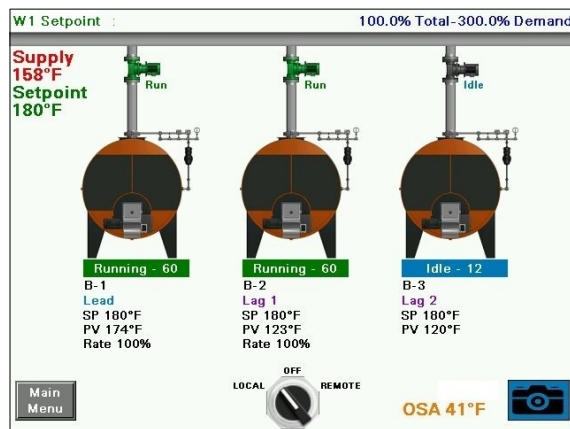 W1 Setpoint :
100.0% Total-300.0% Demand
Supply
158°F
Setpoint
180°F
Run
Run
Idle
Running - 60
Running - 60
Idle - 12
B-1
Lead
SP 180°F
PV 174°F
Rate 100%
B-2
Lag 1
SP 180°F
PV 123°F
Rate 100%
B-3
Lag 2
SP 180°F
PV 120°F
Main
Menu
LOCAL
OFF
REMOTE
OSA 41°F